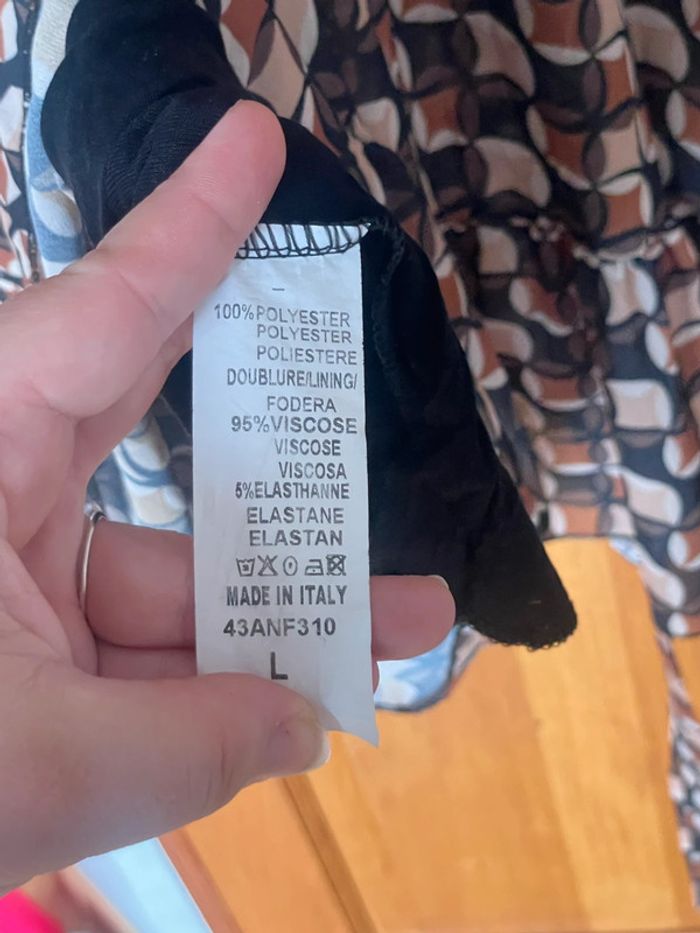 100%POLYESTER
POLYESTER
POLIESTERE
DOUBLURE/LINING/
FODERA
95%VISCOSE
VISCOSE
VISCOSA
5%ELASTHANNE
ELASTANE
ELASTAN
MADE IN ITALY
43ANF310
L